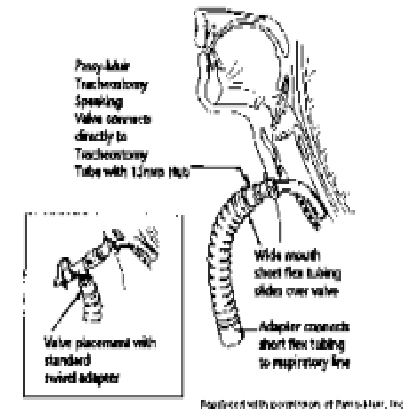 Passy-Muir
Tracheostomy
Speaking
Valve connects
directly to
Tracheostomy
Tube with 15mm Hub
Wide mouth
short flex tubing
slides over valve
Adapter connects
short flex tubing
to respiratory line
Valve placement with
standard
swivel adapter
Reprinted with permission of Passy-Muir, Inc